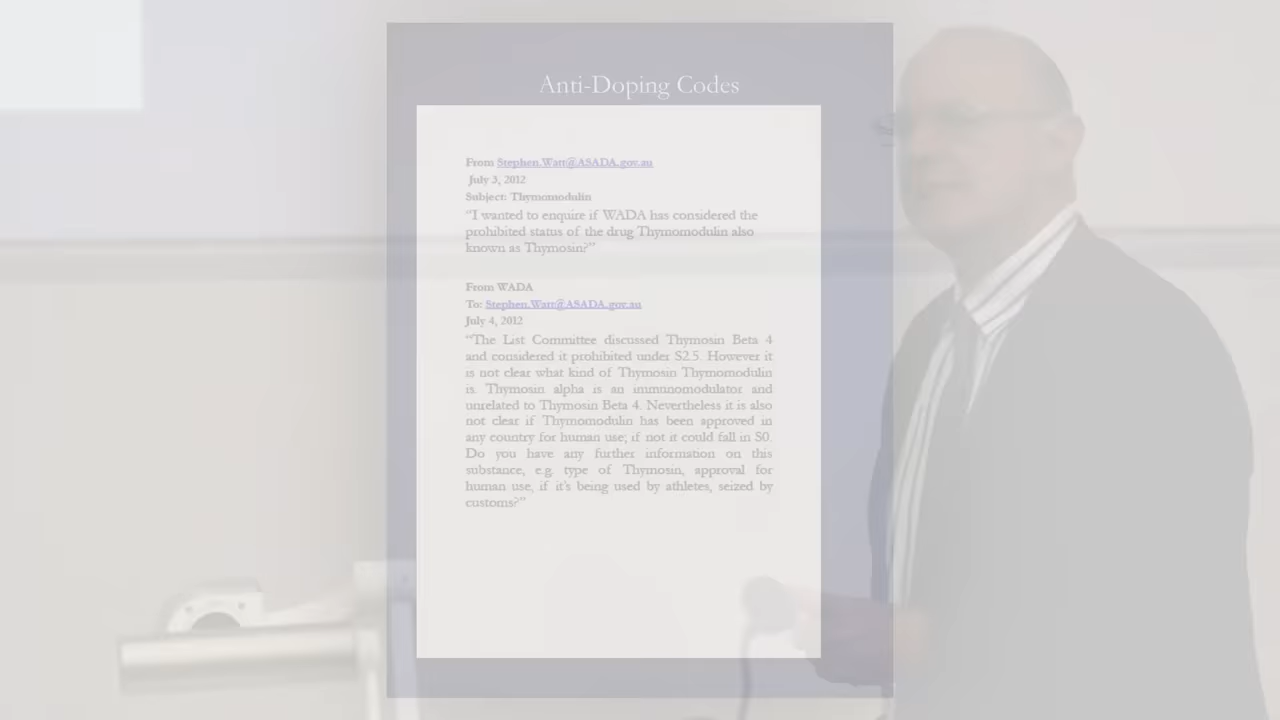 Anti-Doping Codes
From Stephen.Watt@ASADA.gov.au
July 3, 2012
Subject: Thymomodulin
“I wanted to enquire if WADA has considered the
prohibited status of the drug Thymomodulin also
known as Thymosin?”
From WADA
To: Stephen.Watt@ASADA.gov.au
July 4, 2012
“The List Committee discussed Thymosin Beta 4
and considered it prohibited under S2.5. However it
is not clear what kind of Thymosin Thymomodulin
is. Thymosin alpha is an immunomodulator and
unrelated to Thymosin Beta 4. Nevertheless it is also
not clear if Thymomodulin has been approved in
any country for human use; if not it could fall in S0.
Do you have any further information on this
substance, e.g. type of Thymosin, approval for
human use, if it’s being used by athletes, seized by
customs?”